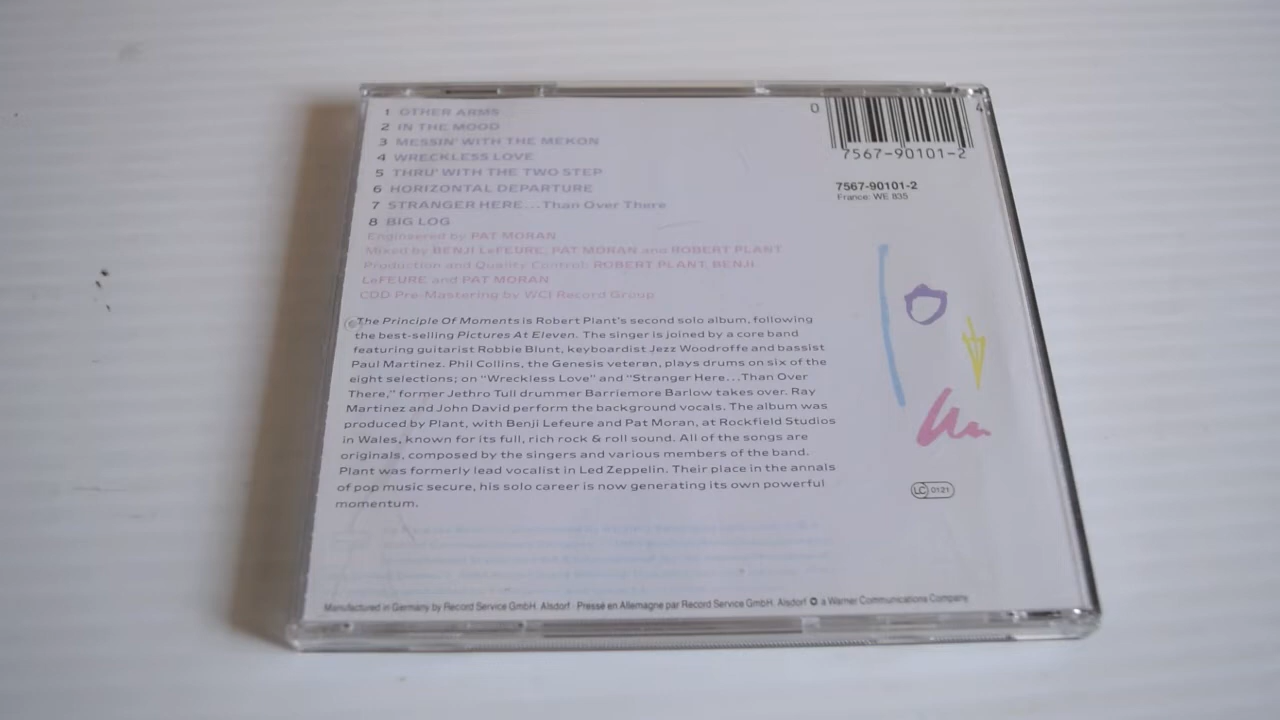 1 OTHER ARMS
2 IN THE MOOD
3 MESSIN' WITH THE MEKON
4 WRECKLESS LOVE
5 THRU' WITH THE TWO STEP
6 HORIZONTAL DEPARTURE
7 STRANGER HERE...Than Over There
8 BIG LOG
Engineered by PAT MORAN
Mixed by BENJI LeFEURE, PAT MORAN and ROBERT PLANT
Production and Quality Control: ROBERT PLANT, BENJI
LeFEURE and PAT MORAN
CDD Pre-Mastering by WCI Record Group
The Principle Of Moments is Robert Plant's second solo album, following
the best-selling Pictures At Eleven. The singer is joined by a core band
featuring guitarist Robbie Blunt, keyboardist Jezz Woodroffe and bassist
Paul Martinez. Phil Collins, the Genesis veteran, plays drums on six of the
eight selections; on "Wreckless Love" and "Stranger Here...Than Over
There," former Jethro Tull drummer Barriemore Barlow takes over. Ray
Martinez and John David perform the background vocals. The album was
produced by Plant, with Benji Lefeure and Pat Moran, at Rockfield Studios
in Wales, known for its full, rich rock & roll sound. All of the songs are
originals, composed by the singers and various members of the band.
Plant was formerly lead vocalist in Led Zeppelin. Their place in the annals
of pop music secure, his solo career is now generating its own powerful
momentum.
0 4
7567-90101-2
7567-90101-2
France: WE 835
LC 0121
Manufactured in Germany by Record Service GmbH, Alsdorf · Pressé en Allemagne par Record Service GmbH, Alsdorf a Warner Communications Company